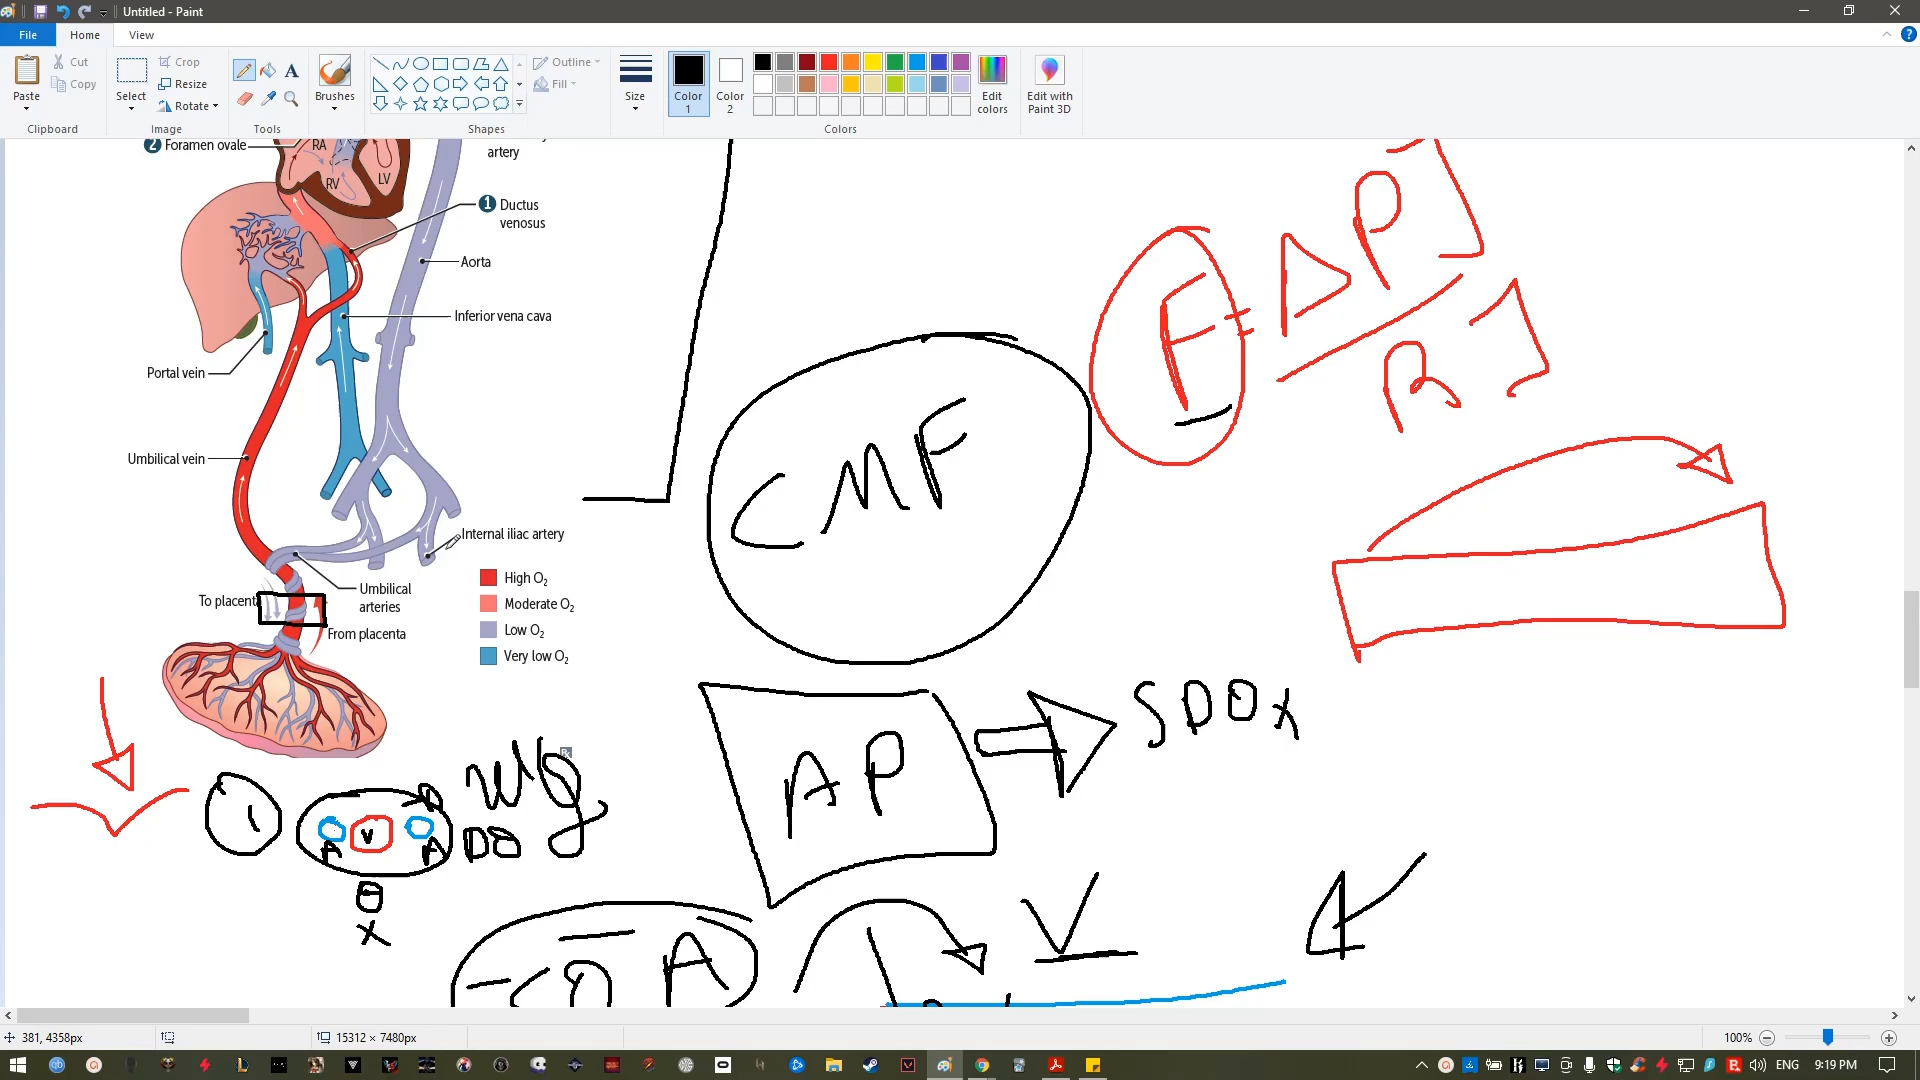 Untitled - Paint
File
Home
View
Paste
Cut
Copy
Clipboard
Select
Crop
Resize
Rotate
Image
Tools
Brushes
Shapes
Outline
Fill
Size
Color 1
Color 2
Edit colors
Edit with Paint 3D
Colors
2 Foramen ovale
RA
RV
LV
artery
1 Ductus venosus
Aorta
Inferior vena cava
Portal vein
Umbilical vein
Internal iliac artery
Umbilical arteries
To placent
From placenta
High O₂
Moderate O₂
Low O₂
Very low O₂
CMF
F = ΔP
R
AP
SDOX
1
V
A
A
A
V
381, 4358px
15312 × 7480px
100%
ENG
9:19 PM